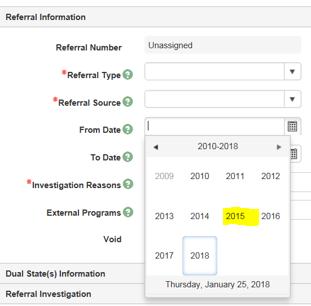 Referral Information
Referral Number Unassigned
*Referral Type ?
*Referral Source ?
From Date ?
2010-2018
To Date ?
2009 2010 2011 2012
*Investigation Reasons ?
External Programs ?
2013 2014 2015 2016
Void
2017 2018
Dual State(s) Information
Thursday, January 25, 2018
Referral Investigation